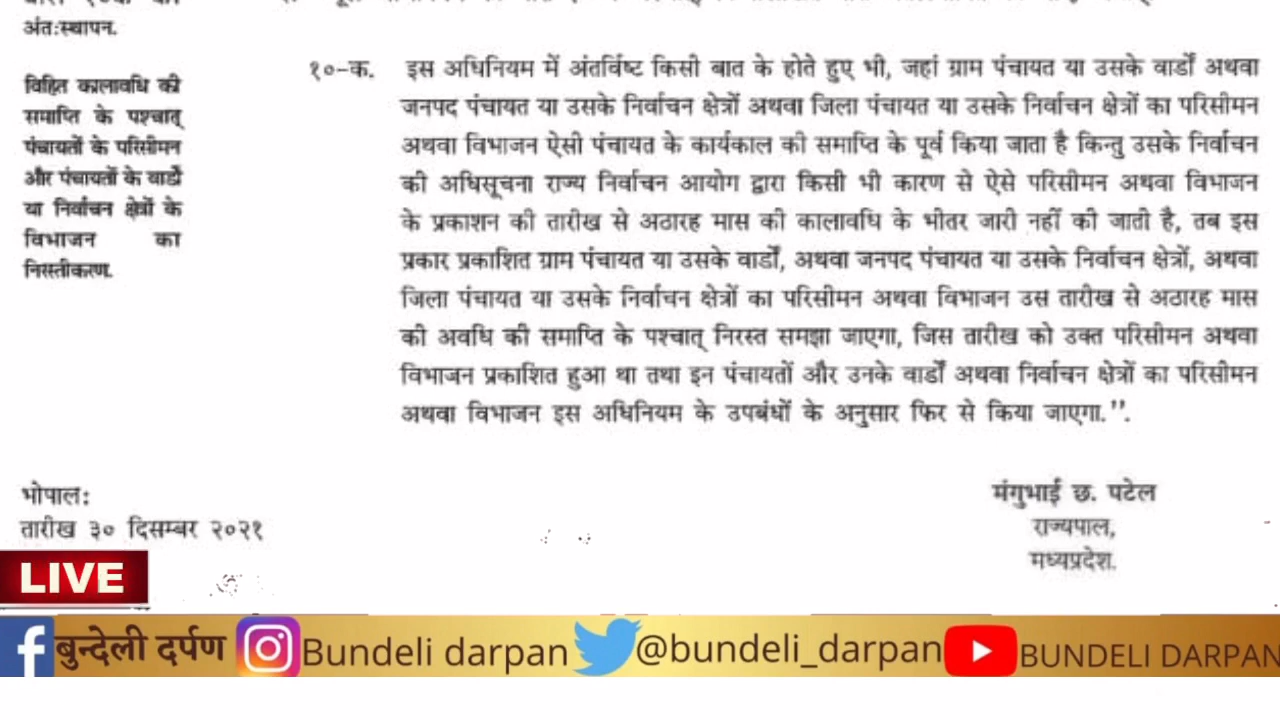 अंतःस्थापन.
विहित कालावधि की
समाप्ति के पश्चात्
पंचायतों के परिसीमन
और पंचायतों के वार्डों
या निर्वाचन क्षेत्रों के
विभाजन का
निरस्तीकरण.
१०-क. इस अधिनियम में अंतर्विष्ट किसी बात के होते हुए भी, जहां ग्राम पंचायत या उसके वार्डों अथवा
जनपद पंचायत या उसके निर्वाचन क्षेत्रों अथवा जिला पंचायत या उसके निर्वाचन क्षेत्रों का परिसीमन
अथवा विभाजन ऐसी पंचायत के कार्यकाल की समाप्ति के पूर्व किया जाता है किन्तु उसके निर्वाचन
की अधिसूचना राज्य निर्वाचन आयोग द्वारा किसी भी कारण से ऐसे परिसीमन अथवा विभाजन
के प्रकाशन की तारीख से अठारह मास की कालावधि के भीतर जारी नहीं की जाती है, तब इस
प्रकार प्रकाशित ग्राम पंचायत या उसके वार्डों, अथवा जनपद पंचायत या उसके निर्वाचन क्षेत्रों, अथवा
जिला पंचायत या उसके निर्वाचन क्षेत्रों का परिसीमन अथवा विभाजन उस तारीख से अठारह मास
की अवधि की समाप्ति के पश्चात् निरस्त समझा जाएगा, जिस तारीख को उक्त परिसीमन अथवा
विभाजन प्रकाशित हुआ था तथा इन पंचायतों और उनके वार्डों अथवा निर्वाचन क्षेत्रों का परिसीमन
अथवा विभाजन इस अधिनियम के उपबंधों के अनुसार फिर से किया जाएगा.”.
भोपाल:
तारीख ३० दिसम्बर २०२१
मंगुभाई छ. पटेल
राज्यपाल,
मध्यप्रदेश.
LIVE
बुन्देली दर्पण Bundeli darpan @bundeli_darpan BUNDELI DARPAN